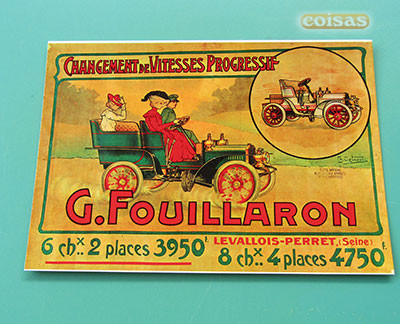 coisas
CHANGEMENT DE VITESSES PROGRESSIF
G. FOUILLARON
LEVALLOIS-PERRET, (Seine)
6 chx: 2 places 3950f.
8 chx: 4 places 4750f.